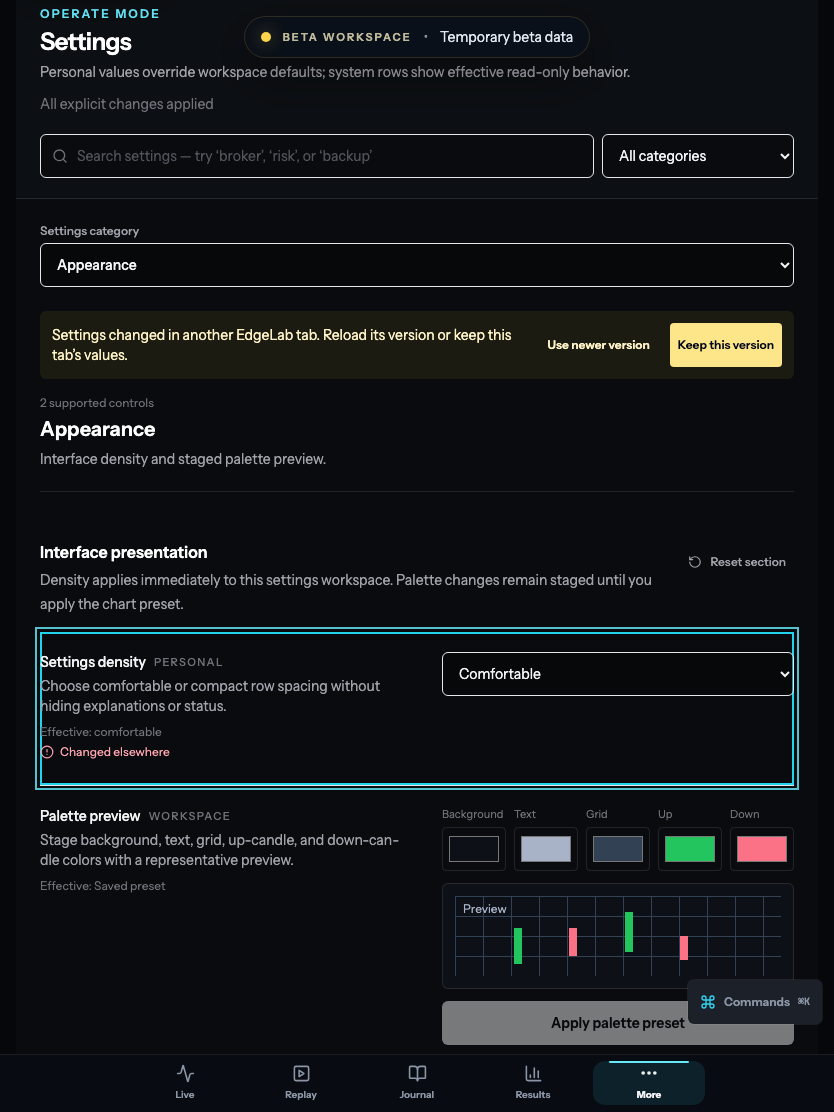 OPERATE MODE
Settings
BETA WORKSPACE · Temporary beta data
Personal values override workspace defaults; system rows show effective read-only behavior.
All explicit changes applied
Search settings — try ‘broker’, ‘risk’, or ‘backup’
All categories
Settings category
Appearance
Settings changed in another EdgeLab tab. Reload its version or keep this
tab’s values.
Use newer version
Keep this version
2 supported controls
Appearance
Interface density and staged palette preview.
Interface presentation
Reset section
Density applies immediately to this settings workspace. Palette changes remain staged until you
apply the chart preset.
Settings density PERSONAL
Comfortable
Choose comfortable or compact row spacing without
hiding explanations or status.
Effective: comfortable
Changed elsewhere
Palette preview WORKSPACE
Stage background, text, grid, up-candle, and down-can-
dle colors with a representative preview.
Effective: Saved preset
Background Text Grid Up Down
Preview
Apply palette preset
Commands ⌘K
Live
Replay
Journal
Results
More